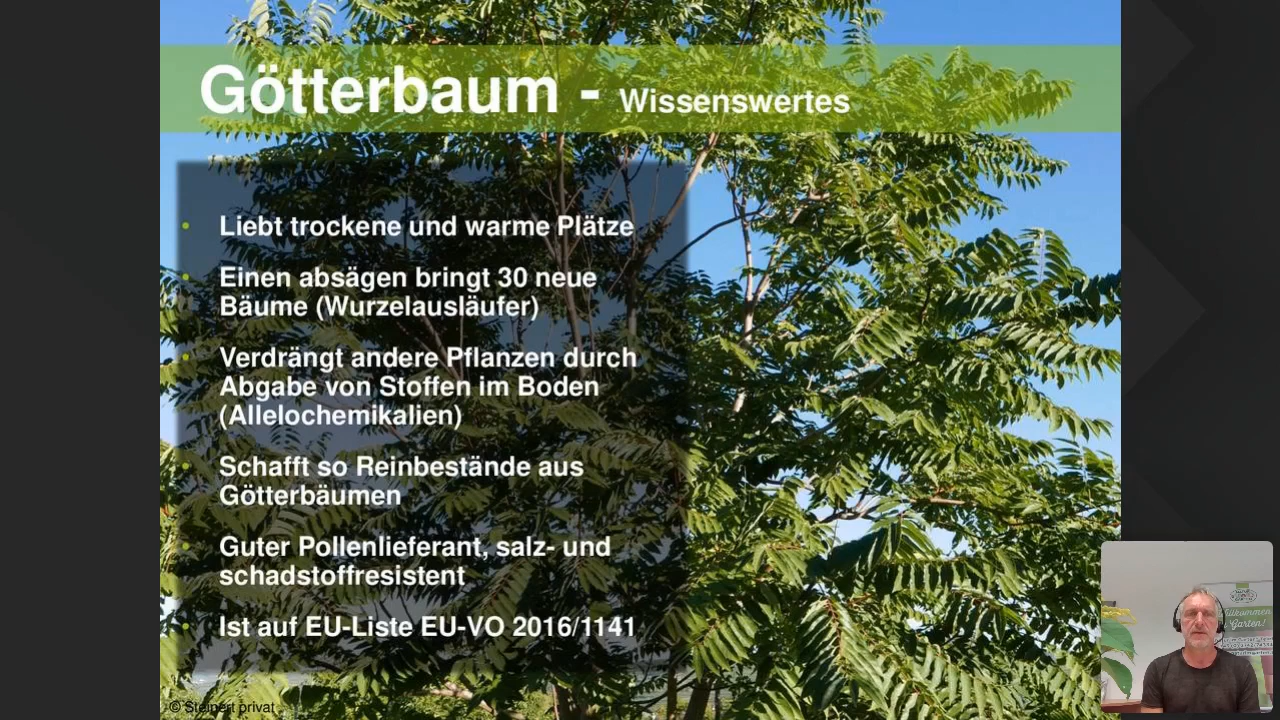 Götterbaum - Wissenswertes
• Liebt trockene und warme Plätze
• Einen absägen bringt 30 neue
Bäume (Wurzelausläufer)
• Verdrängt andere Pflanzen durch
Abgabe von Stoffen im Boden
(Allelochemikalien)
• Schafft so Reinbestände aus
Götterbäumen
• Guter Pollenlieferant, salz- und
schadstoffresistent
• Ist auf EU-Liste EU-VO 2016/1141
© Steinert privat
Willkommen
Garten!